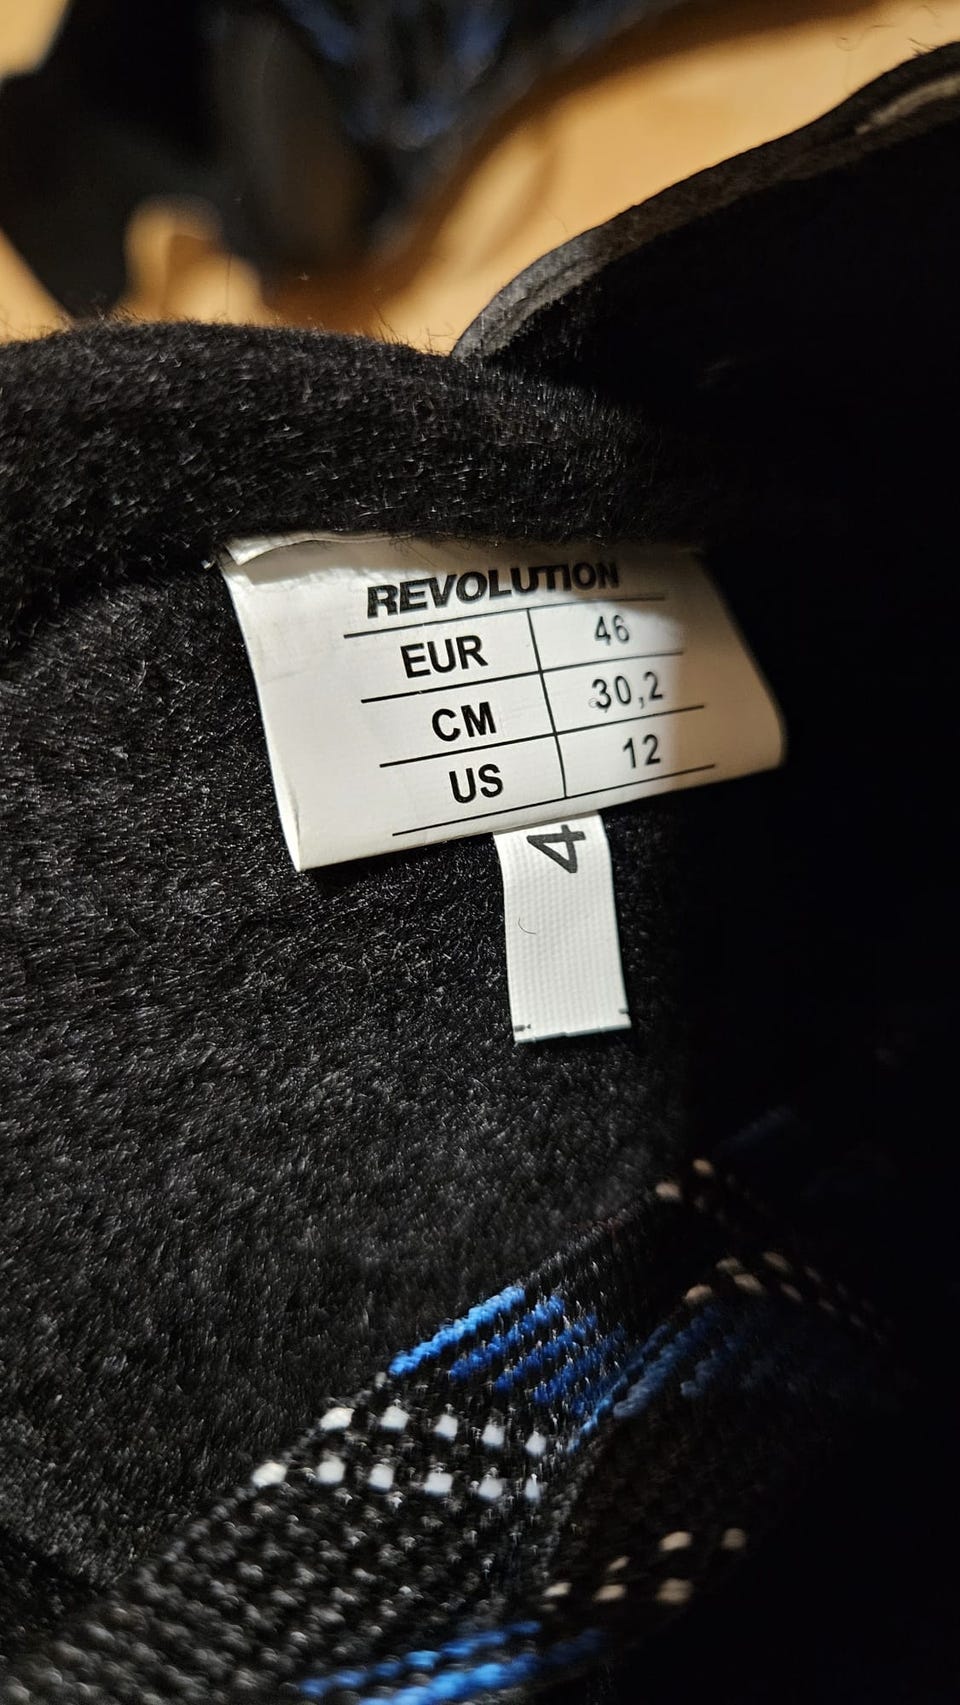 REVOLUTION
EUR 46
CM 30,2
US 12
4